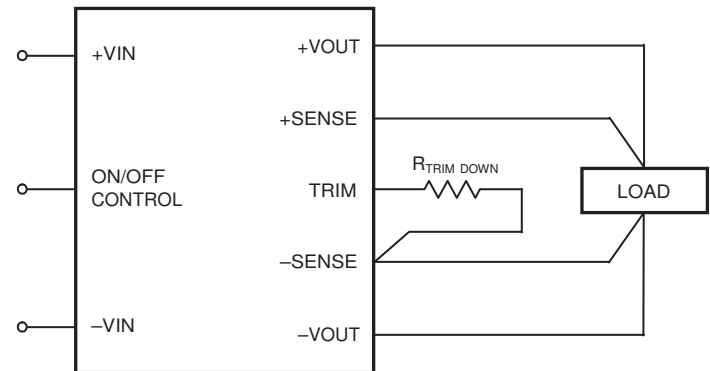 +VIN
ON/OFF
CONTROL
–VIN
+VOUT
+SENSE
TRIM
–SENSE
–VOUT
RTRIM DOWN
LOAD